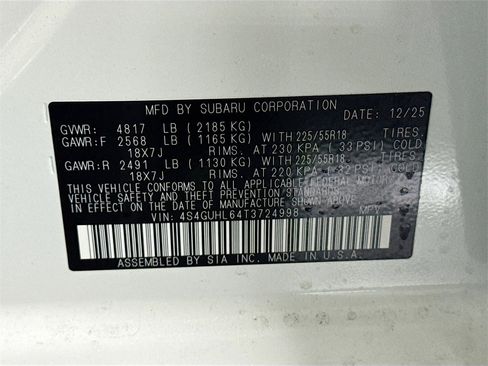 MFD BY SUBARU CORPORATION DATE: 12/25
GVWR: 4817 LB (2185 KG)
GAWR:F 2568 LB (1165 KG) WITH 225/55R18 TIRES.
18X7J RIMS. AT 230 KPA (33 PSI) COLD
GAWR:R 2491 LB (1130 KG) WITH 225/55R18 TIRES.
18X7J RIMS. AT 220 KPA (32 PSI) COLD
THIS VEHICLE CONFORMS TO ALL APPLICABLE FEDERAL MOTOR
VEHICLE SAFETY AND THEFT PREVENTION STANDARDS
IN EFFECT ON THE DATE OF MANUFACTURE SHOWN ABOVE.
VIN: 4S4GUHL64T3724998 MPV
ASSEMBLED BY SIA INC. MADE IN U.S.A.